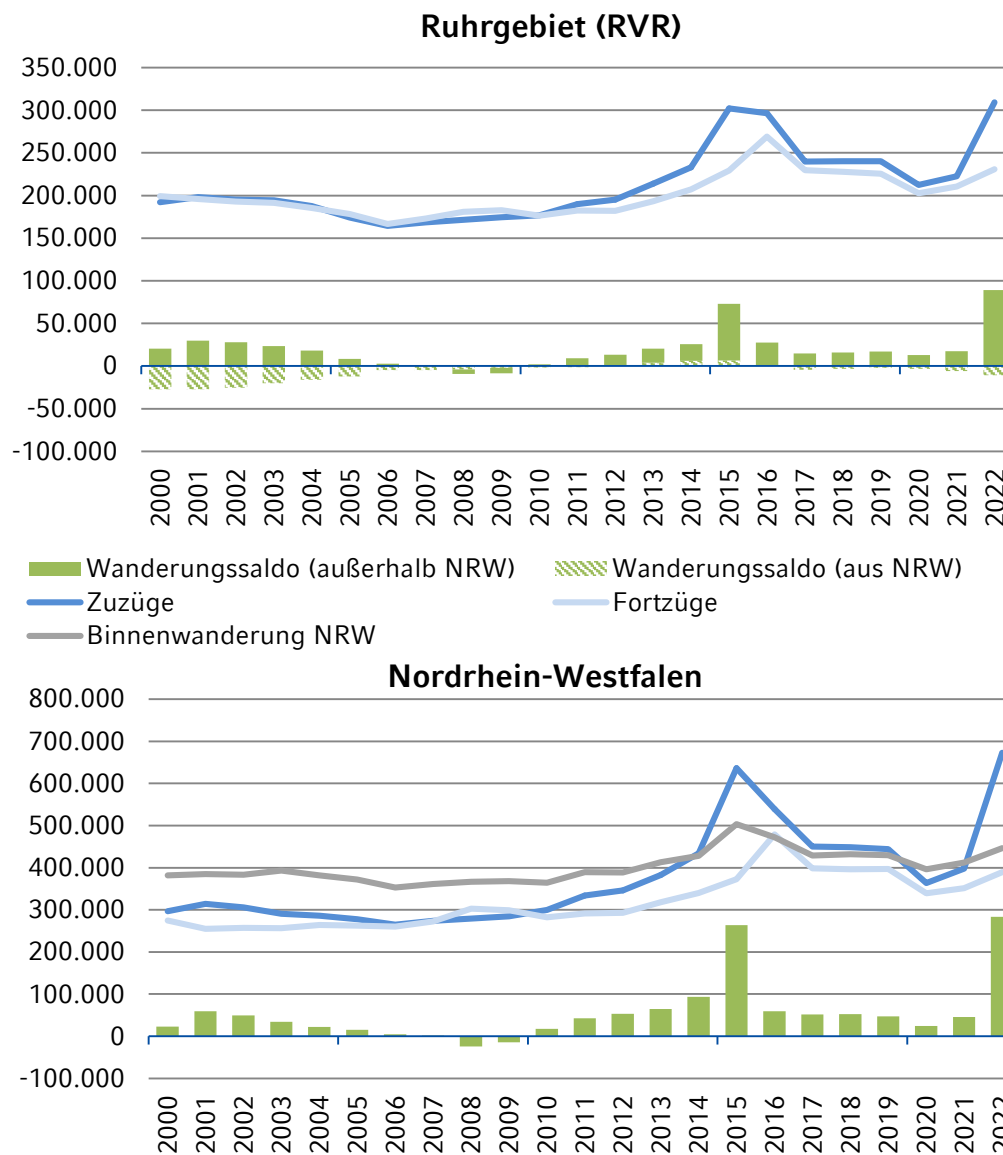 Ruhrgebiet (RVR)
350.000
300.000
250.000
200.000
150.000
100.000
50.000
0
-50.000
-100.000
2000 2001 2002 2003 2004 2005 2006 2007 2008 2009 2010 2011 2012 2013 2014 2015 2016 2017 2018 2019 2020 2021 2022
Wanderungssaldo (außerhalb NRW) Wanderungssaldo (aus NRW)
Zuzüge Fortzüge
Binnenwanderung NRW
Nordrhein-Westfalen
800.000
700.000
600.000
500.000
400.000
300.000
200.000
100.000
0
-100.000
2000 2001 2002 2003 2004 2005 2006 2007 2008 2009 2010 2011 2012 2013 2014 2015 2016 2017 2018 2019 2020 2021 2022